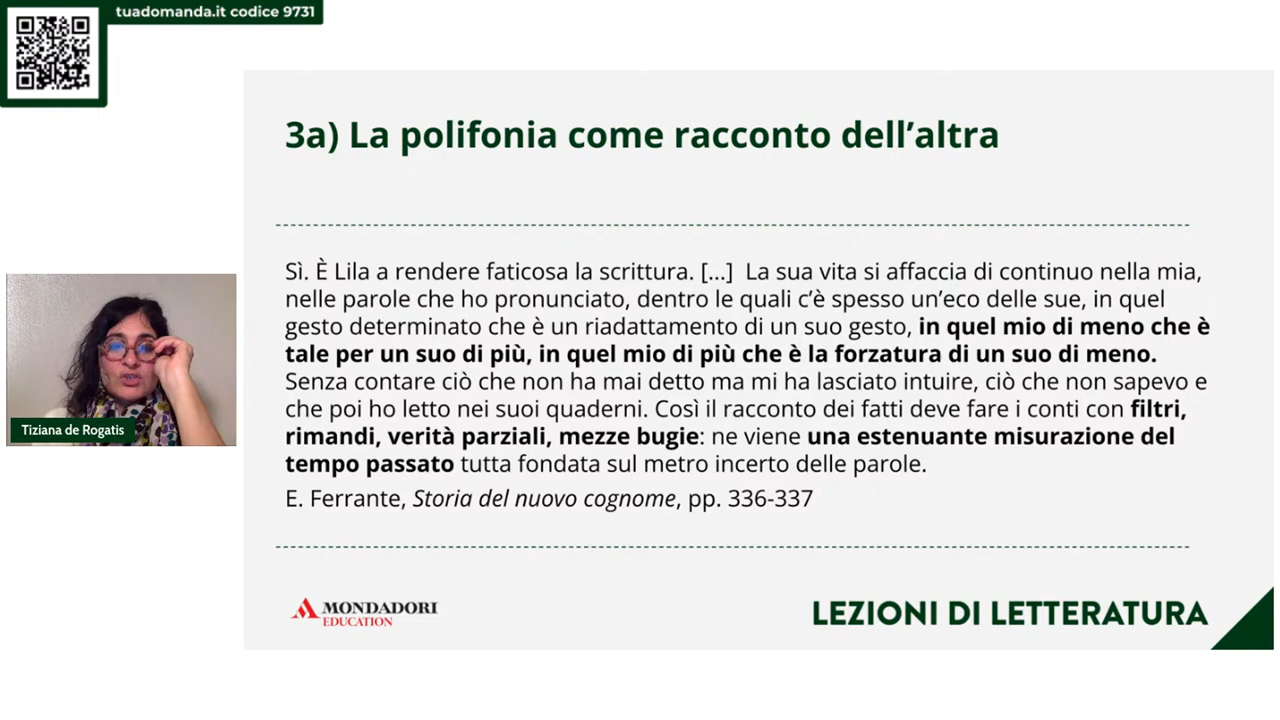 tuadomanda.it codice 9731
3a) La polifonia come racconto dell’altra
Sì. È Lila a rendere faticosa la scrittura. [...] La sua vita si affaccia di continuo nella mia,
nelle parole che ho pronunciato, dentro le quali c’è spesso un’eco delle sue, in quel
gesto determinato che è un riadattamento di un suo gesto, in quel mio di meno che è
tale per un suo di più, in quel mio di più che è la forzatura di un suo di meno.
Senza contare ciò che non ha mai detto ma mi ha lasciato intuire, ciò che non sapevo e
che poi ho letto nei suoi quaderni. Così il racconto dei fatti deve fare i conti con filtri,
rimandi, verità parziali, mezze bugie: ne viene una estenuante misurazione del
tempo passato tutta fondata sul metro incerto delle parole.
E. Ferrante, Storia del nuovo cognome, pp. 336-337
Tiziana de Rogatis
MONDADORI
EDUCATION
LEZIONI DI LETTERATURA